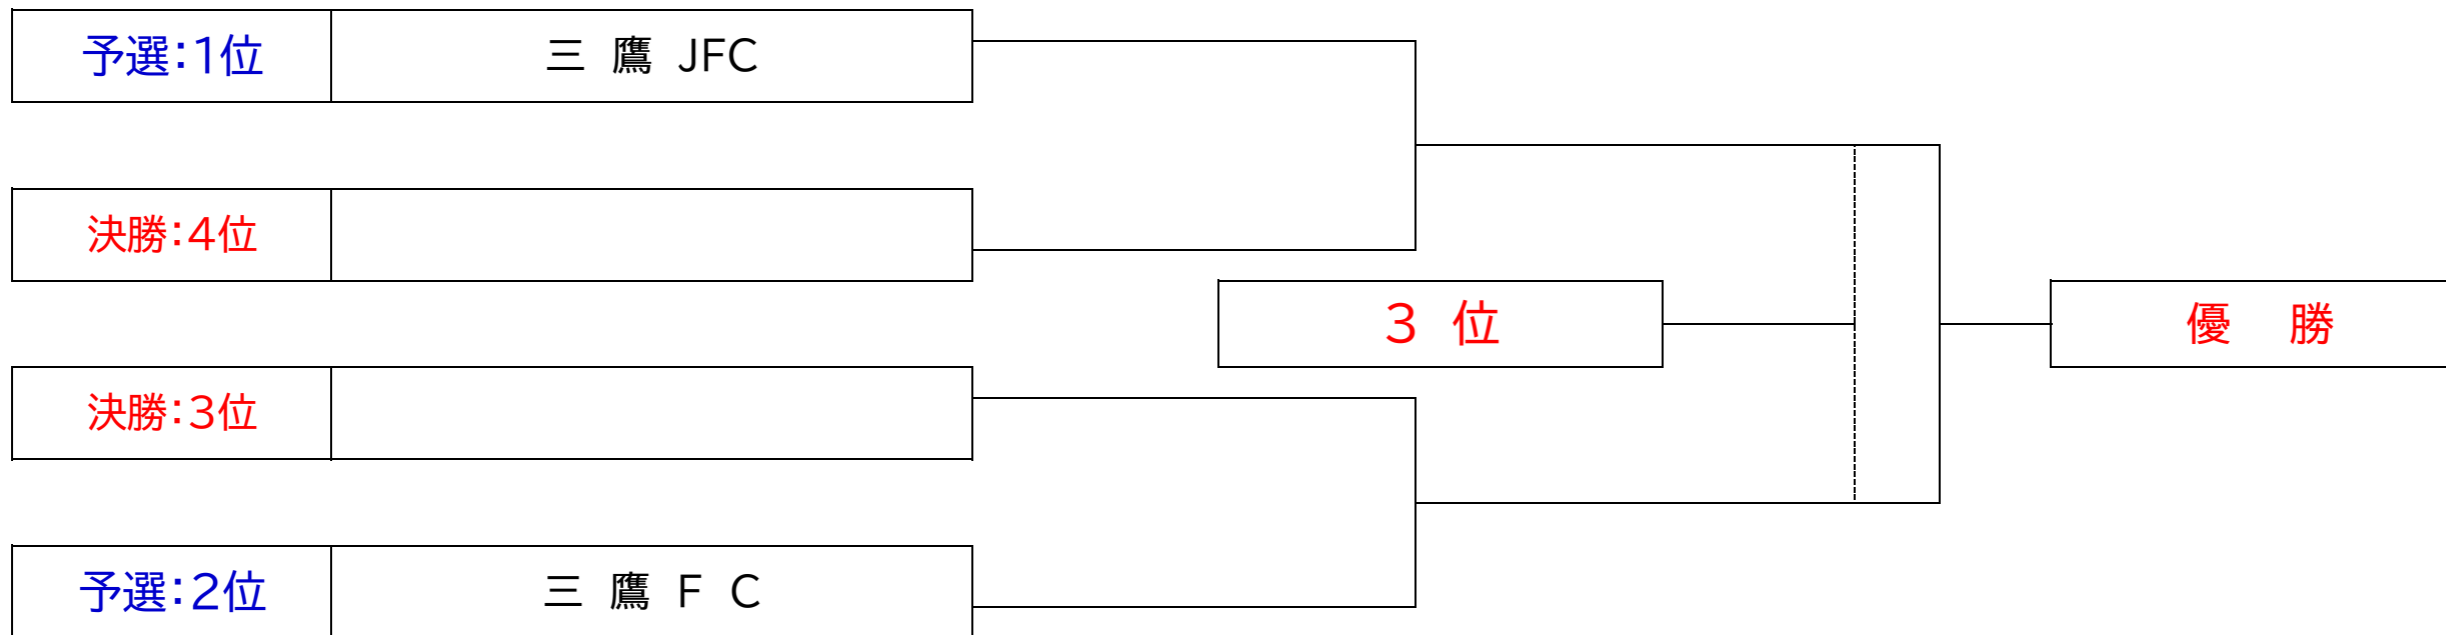 予選：1位 三 鷹 JFC
決勝：4位
３ 位
優 勝
決勝：3位
予選：2位 三 鷹 F C